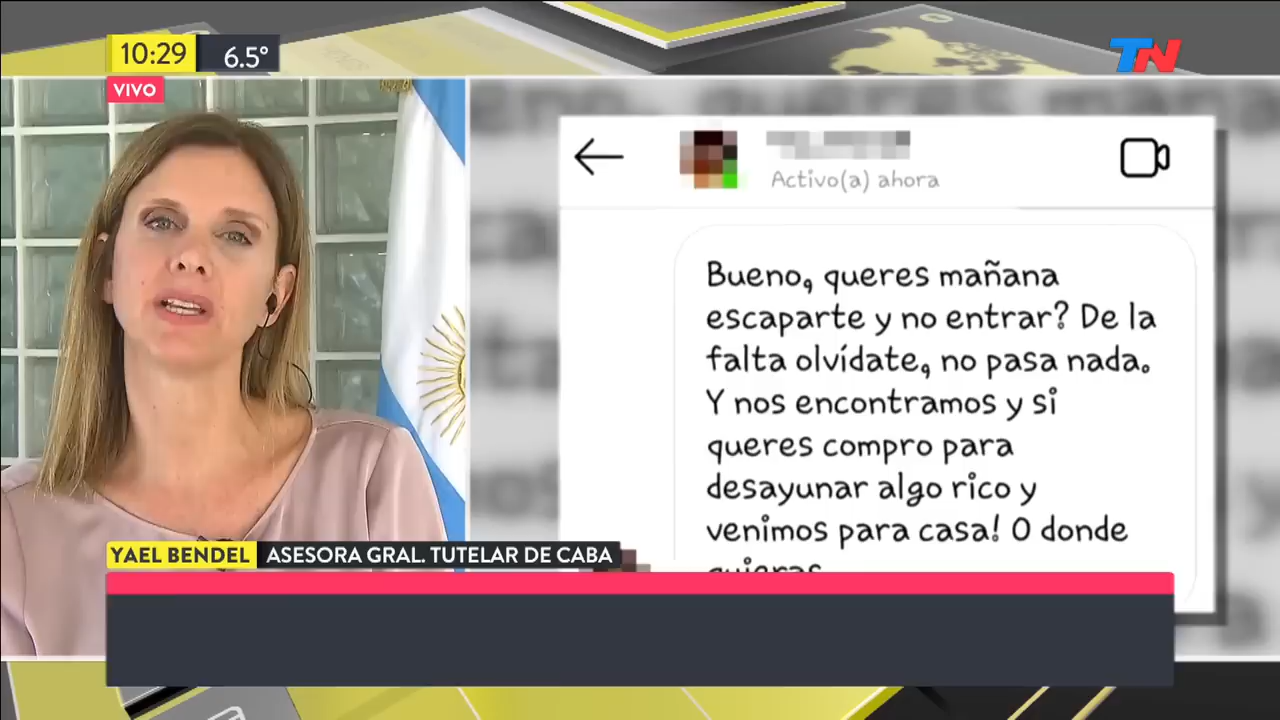 10:29
6.5°
TN
VIVO
Activo(a) ahora
Bueno, queres mañana
escaparte y no entrar? De la
falta olvídate, no pasa nada.
Y nos encontramos y si
queres compro para
desayunar algo rico y
venimos para casa! O donde
quieras
YAEL BENDEL
ASESORA GRAL. TUTELAR DE CABA